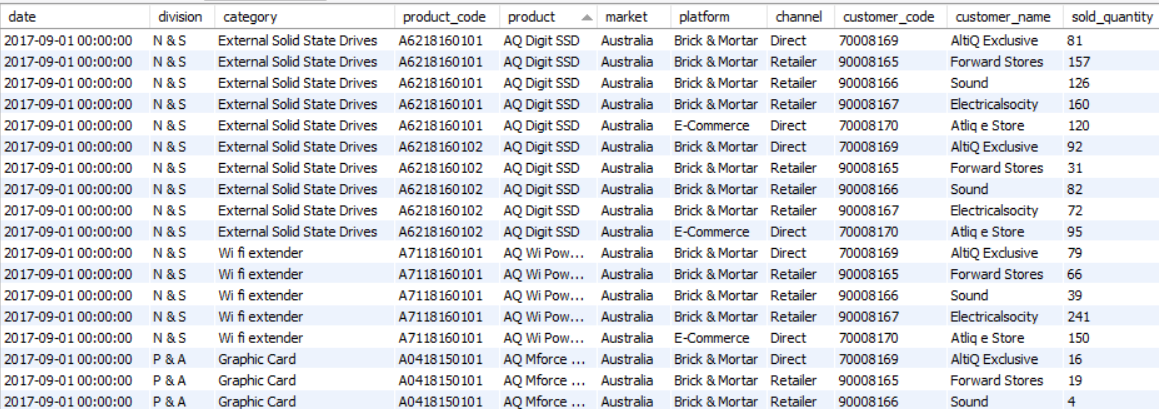 date division category product_code product market platform channel customer_code customer_name sold_quantity
2017-09-01 00:00:00 N & S External Solid State Drives A6218160101 AQ Digit SSD Australia Brick & Mortar Direct 70008169 AltiQ Exclusive 81
2017-09-01 00:00:00 N & S External Solid State Drives A6218160101 AQ Digit SSD Australia Brick & Mortar Retailer 90008165 Forward Stores 157
2017-09-01 00:00:00 N & S External Solid State Drives A6218160101 AQ Digit SSD Australia Brick & Mortar Retailer 90008166 Sound 126
2017-09-01 00:00:00 N & S External Solid State Drives A6218160101 AQ Digit SSD Australia Brick & Mortar Retailer 90008167 Electricalsocity 160
2017-09-01 00:00:00 N & S External Solid State Drives A6218160101 AQ Digit SSD Australia E-Commerce Direct 70008170 Atliq e Store 120
2017-09-01 00:00:00 N & S External Solid State Drives A6218160102 AQ Digit SSD Australia Brick & Mortar Direct 70008169 AltiQ Exclusive 92
2017-09-01 00:00:00 N & S External Solid State Drives A6218160102 AQ Digit SSD Australia Brick & Mortar Retailer 90008165 Forward Stores 31
2017-09-01 00:00:00 N & S External Solid State Drives A6218160102 AQ Digit SSD Australia Brick & Mortar Retailer 90008166 Sound 82
2017-09-01 00:00:00 N & S External Solid State Drives A6218160102 AQ Digit SSD Australia Brick & Mortar Retailer 90008167 Electricalsocity 72
2017-09-01 00:00:00 N & S External Solid State Drives A6218160102 AQ Digit SSD Australia E-Commerce Direct 70008170 Atliq e Store 95
2017-09-01 00:00:00 N & S Wi fi extender A7118160101 AQ Wi Pow... Australia Brick & Mortar Direct 70008169 AltiQ Exclusive 79
2017-09-01 00:00:00 N & S Wi fi extender A7118160101 AQ Wi Pow... Australia Brick & Mortar Retailer 90008165 Forward Stores 66
2017-09-01 00:00:00 N & S Wi fi extender A7118160101 AQ Wi Pow... Australia Brick & Mortar Retailer 90008166 Sound 39
2017-09-01 00:00:00 N & S Wi fi extender A7118160101 AQ Wi Pow... Australia Brick & Mortar Retailer 90008167 Electricalsocity 241
2017-09-01 00:00:00 N & S Wi fi extender A7118160101 AQ Wi Pow... Australia E-Commerce Direct 70008170 Atliq e Store 150
2017-09-01 00:00:00 P & A Graphic Card A0418150101 AQ Mforce ... Australia Brick & Mortar Direct 70008169 AltiQ Exclusive 16
2017-09-01 00:00:00 P & A Graphic Card A0418150101 AQ Mforce ... Australia Brick & Mortar Retailer 90008165 Forward Stores 19
2017-09-01 00:00:00 P & A Graphic Card A0418150101 AQ Mforce ... Australia Brick & Mortar Retailer 90008166 Sound 4